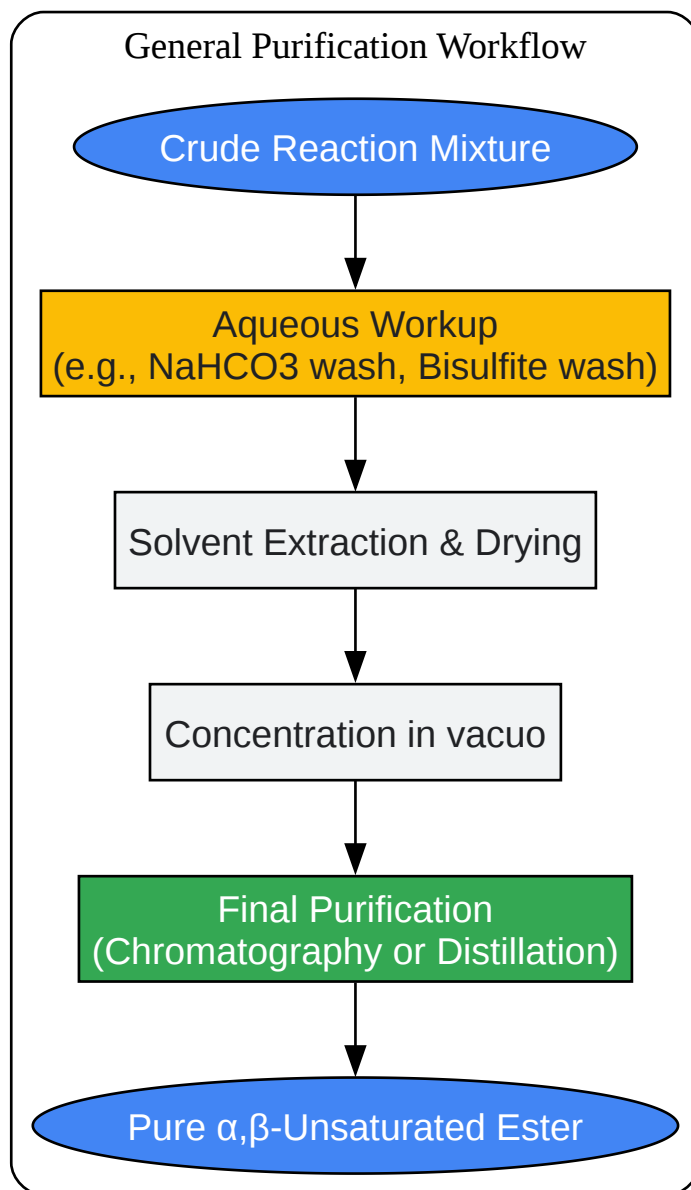 General Purification Workflow
Crude Reaction Mixture
Aqueous Workup
(e.g., NaHCO3 wash, Bisulfite wash)
Solvent Extraction & Drying
Concentration in vacuo
Final Purification
(Chromatography or Distillation)
Pure α,β-Unsaturated Ester